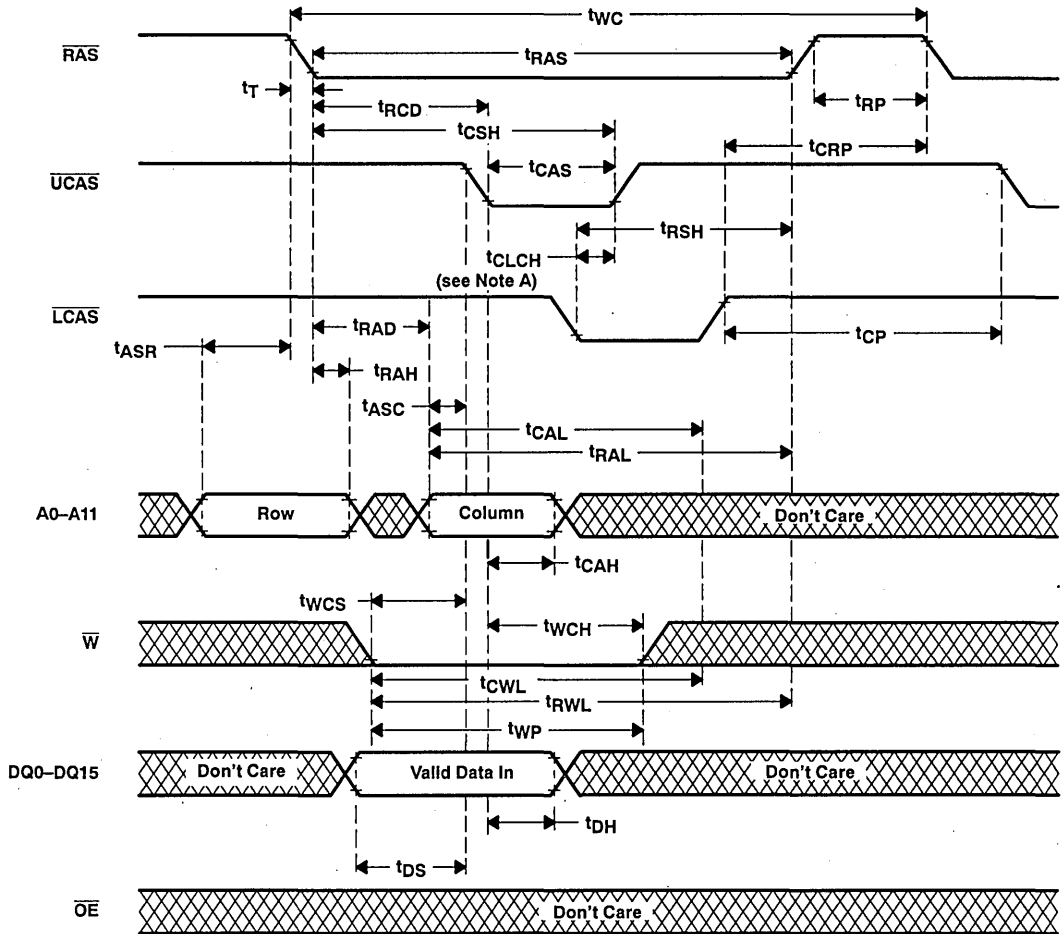 tWC
RAS
tRAS
tT
tRCD
tRP
tCSH
tCRP
UCAS
tCAS
tRSH
tCLCH
(see Note A)
LCAS
tRAD
tCP
tASR
tRAH
tASC
tCAL
tRAL
A0–A11
Row
Column
Don't Care
tCAH
tWCS
tWCH
W
tCWL
tRWL
tWP
DQ0–DQ15
Don't Care
Valid Data In
Don't Care
tDH
tDS
OE
Don't Care